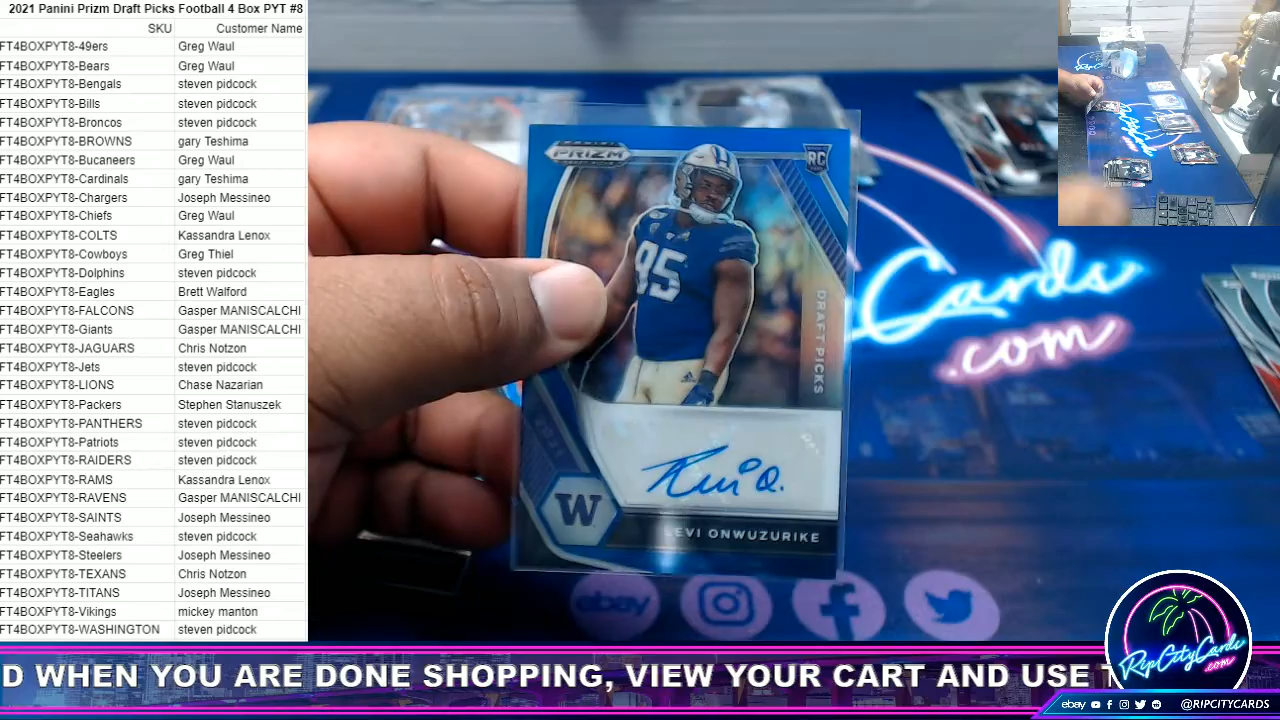 2021 Panini Prizm Draft Picks Football 4 Box PYT #8
SKU Customer Name
FT4BOXPYT8-49ers Greg Waul
FT4BOXPYT8-Bears Greg Waul
FT4BOXPYT8-Bengals steven pidcock
FT4BOXPYT8-Bills steven pidcock
FT4BOXPYT8-Broncos steven pidcock
FT4BOXPYT8-BROWNS gary Teshima
FT4BOXPYT8-Bucaneers Greg Waul
FT4BOXPYT8-Cardinals gary Teshima
FT4BOXPYT8-Chargers Joseph Messineo
FT4BOXPYT8-Chiefs Greg Waul
FT4BOXPYT8-COLTS Kassandra Lenox
FT4BOXPYT8-Cowboys Greg Thiel
FT4BOXPYT8-Dolphins steven pidcock
FT4BOXPYT8-Eagles Brett Walford
FT4BOXPYT8-FALCONS Gasper MANISCALCHI
FT4BOXPYT8-Giants Gasper MANISCALCHI
FT4BOXPYT8-JAGUARS Chris Notzon
FT4BOXPYT8-Jets steven pidcock
FT4BOXPYT8-LIONS Chase Nazarian
FT4BOXPYT8-Packers Stephen Stanuszek
FT4BOXPYT8-PANTHERS steven pidcock
FT4BOXPYT8-Patriots steven pidcock
FT4BOXPYT8-RAIDERS steven pidcock
FT4BOXPYT8-RAMS Kassandra Lenox
FT4BOXPYT8-RAVENS Gasper MANISCALCHI
FT4BOXPYT8-SAINTS Joseph Messineo
FT4BOXPYT8-Seahawks steven pidcock
FT4BOXPYT8-Steelers Joseph Messineo
FT4BOXPYT8-TEXANS Chris Notzon
FT4BOXPYT8-TITANS Joseph Messineo
FT4BOXPYT8-Vikings mickey manton
FT4BOXPYT8-WASHINGTON steven pidcock
PRIZM
RC
95
DRAFT PICKS
W
LEVI ONWUZURIKE
Cards
.com
ebay
D WHEN YOU ARE DONE SHOPPING, VIEW YOUR CART AND USE T
RipCityCards
.com
ebay @RIPCITYCARDS